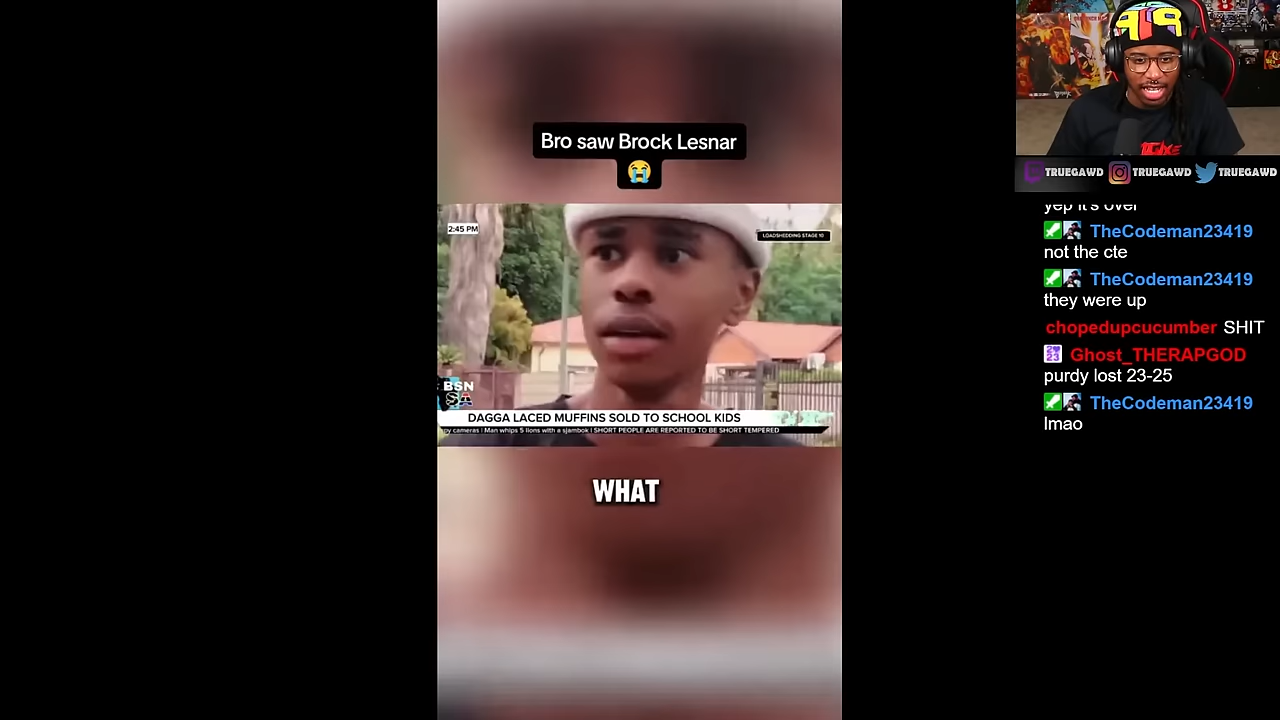 Bro saw Brock Lesnar
😭
2:45 PM
LOADSHEDDING STAGE 10
BSN
SA
DAGGA LACED MUFFINS SOLD TO SCHOOL KIDS
py cameras | Man whips 5 lions with a sjambok | SHORT PEOPLE ARE REPORTED TO BE SHORT TEMPERED
WHAT
TRUEGAWD TRUEGAWD TRUEGAWD
yep it's over
TheCodeman23419
not the cte
TheCodeman23419
they were up
chopedupcucumber SHIT
Ghost_THERAPGOD
purdy lost 23-25
TheCodeman23419
lmao